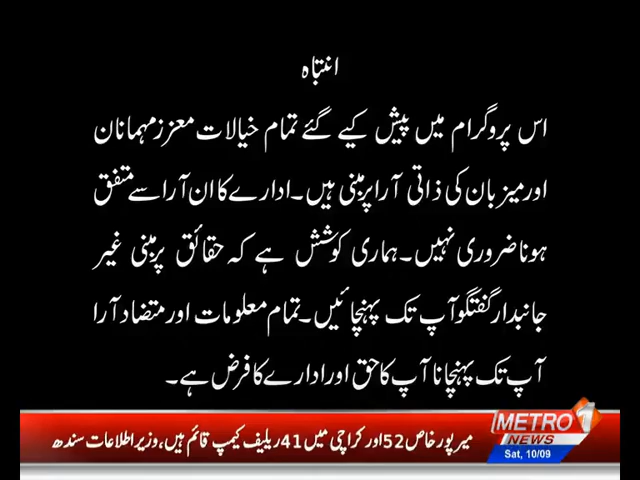 انتباہ
اس پروگرام میں پیش کیے گئے تمام خیالات معزز مہمانان
اور میزبان کی ذاتی آرا پر مبنی ہیں۔ ادارے کا ان آرا سے متفق
ہونا ضروری نہیں۔ ہماری کوشش ہے کہ حقائق پر مبنی غیر
جانبدار گفتگو آپ تک پہنچائیں۔ تمام معلومات اور متضاد آرا
آپ تک پہنچانا آپ کا حق اور ادارے کا فرض ہے۔
میرپور خاص 52 اور کراچی میں 41 ریلیف کیمپ قائم ہیں، وزیر اطلاعات سندھ
METRO 1
NEWS
Sat, 10/09